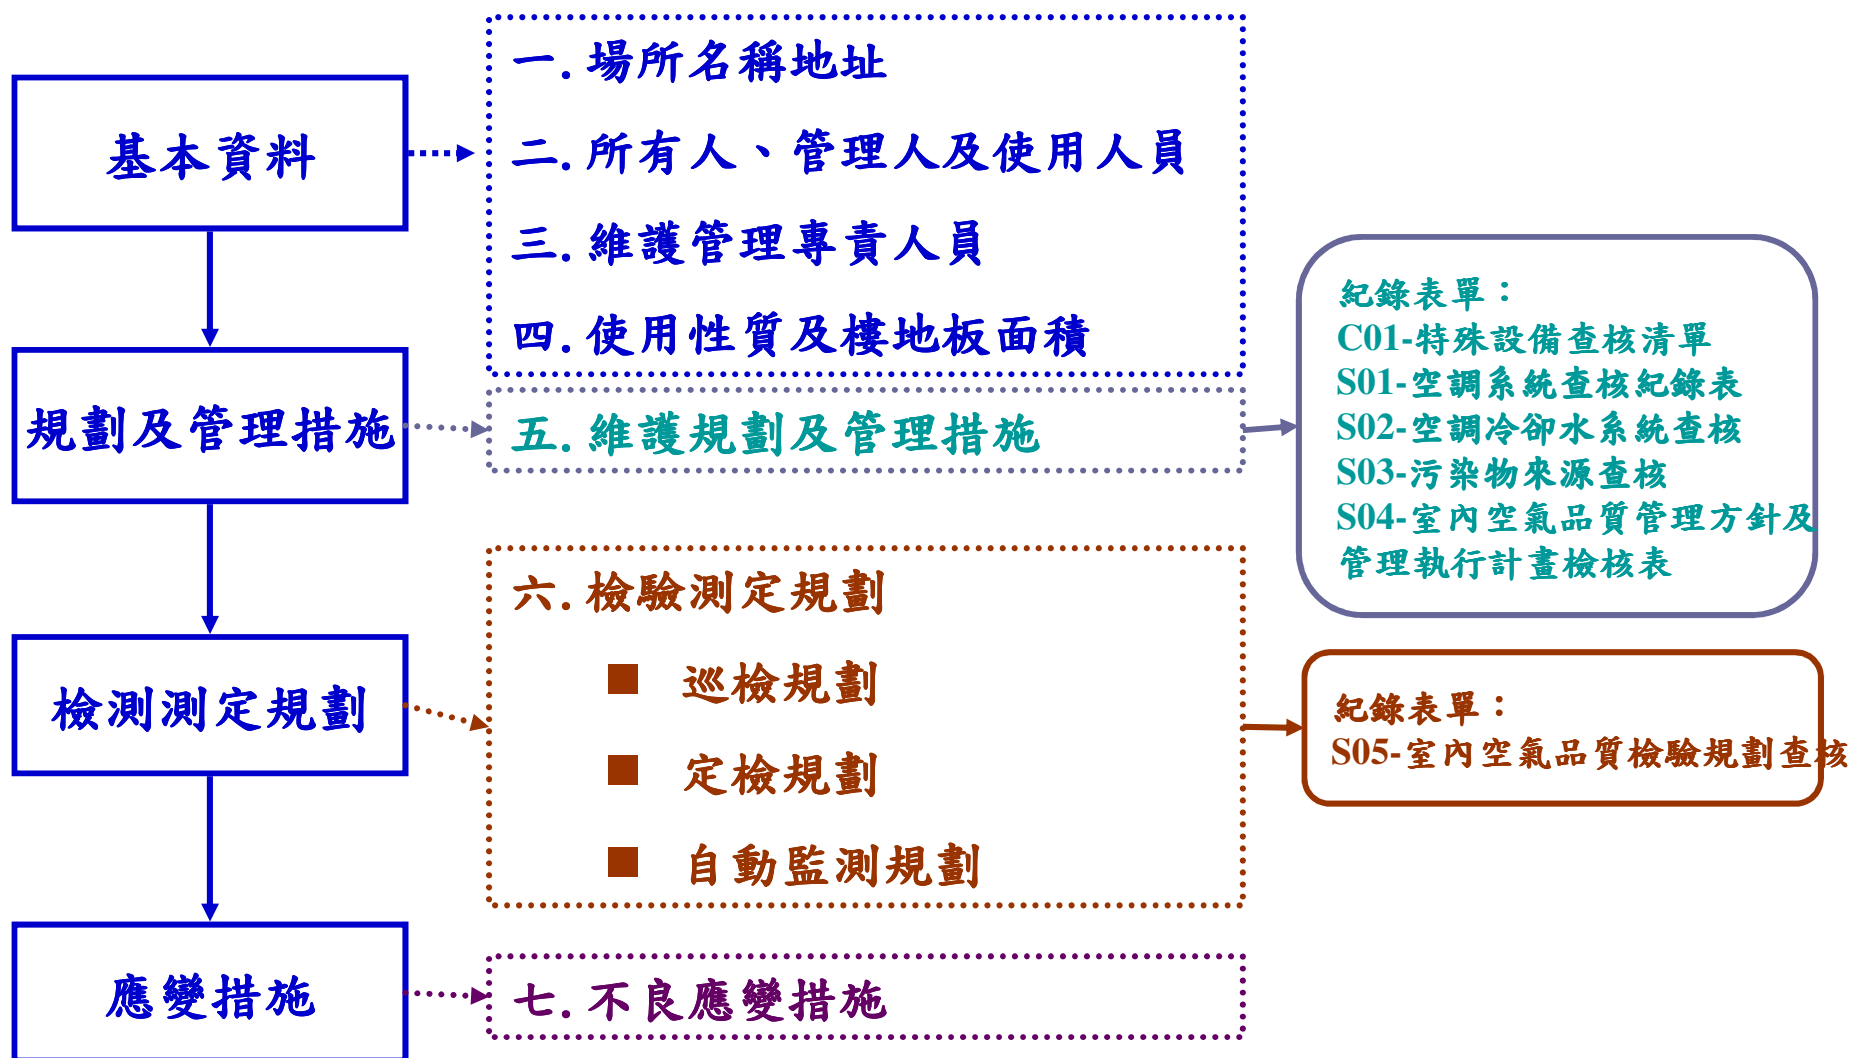 基本資料
一.場所名稱地址
二.所有人、管理人及使用人員
三.維護管理專責人員
四.使用性質及樓地板面積
規劃及管理措施
五.維護規劃及管理措施
紀錄表單：
C01-特殊設備查核清單
S01-空調系統查核紀錄表
S02-空調冷卻水系統查核
S03-污染物來源查核
S04-室內空氣品質管理方針及
管理執行計畫檢核表
檢測測定規劃
六.檢驗測定規劃
■ 巡檢規劃
■ 定檢規劃
■ 自動監測規劃
紀錄表單：
S05-室內空氣品質檢驗規劃查核
應變措施
七.不良應變措施